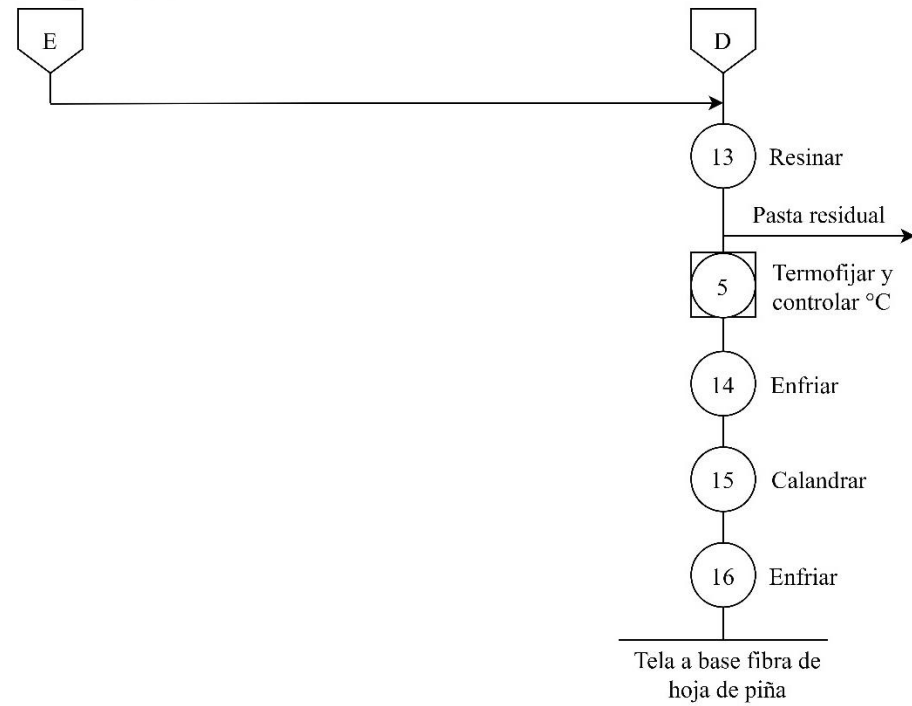 E
D
13
Resinar
Pasta residual
5
Termofijar y
controlar °C
14
Enfriar
15
Calandrar
16
Enfriar
Tela a base fibra de
hoja de piña